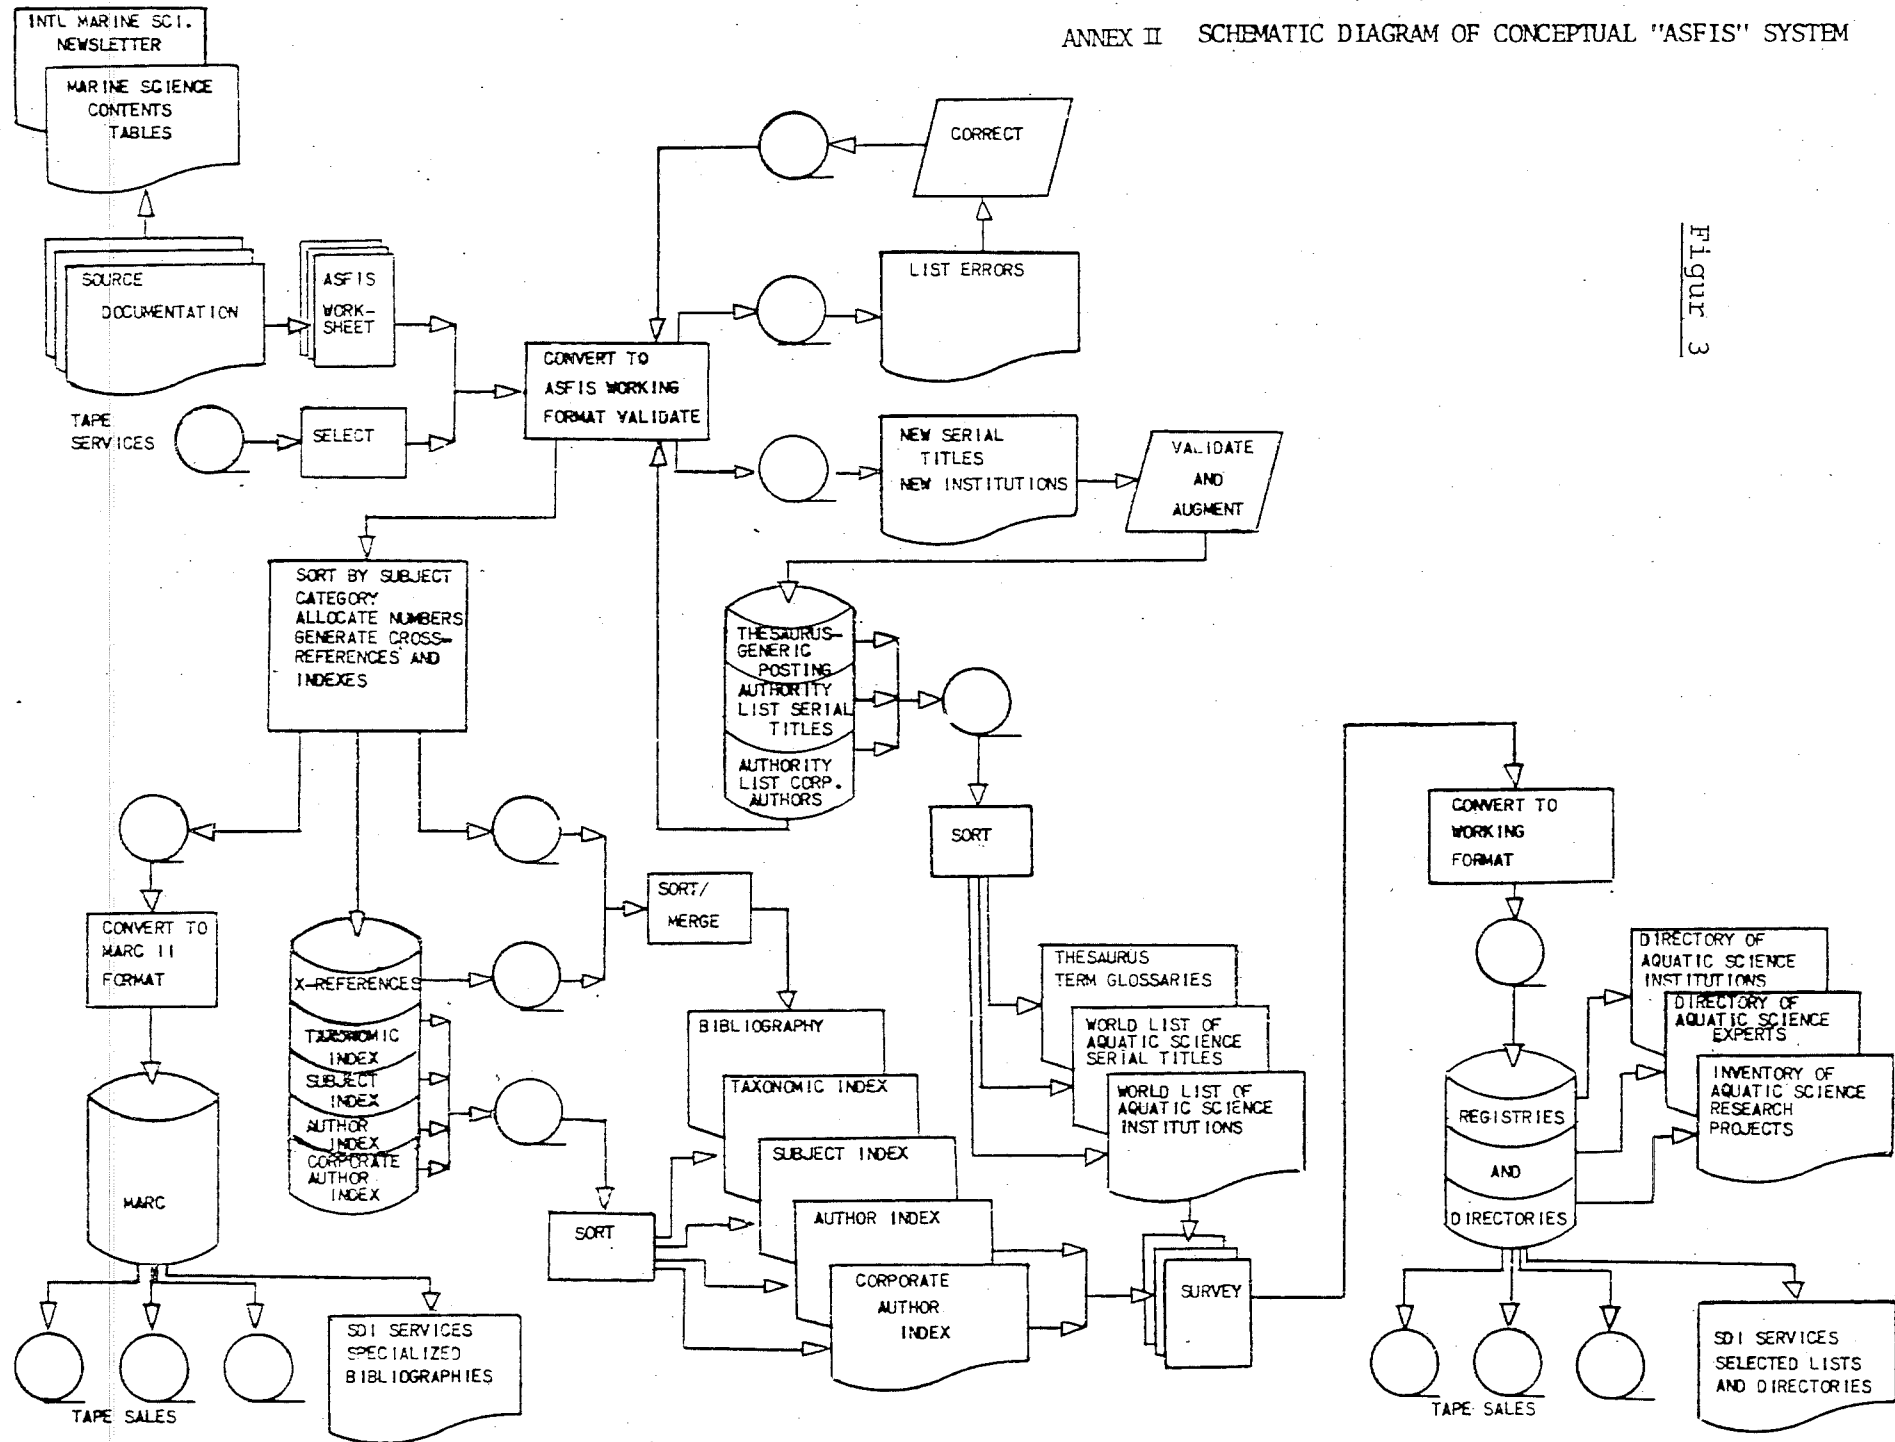 ANNEX II SCHEMATIC DIAGRAM OF CONCEPTUAL "ASFIS" SYSTEM
Figur 3
INTL MARINE SCI.
NEWSLETTER
MARINE SCIENCE
CONTENTS
TABLES
SOURCE
DOCUMENTATION
ASFIS
WORK-
SHEET
TAPE
SERVICES
SELECT
CONVERT TO
ASFIS WORKING
FORMAT VALIDATE
CORRECT
LIST ERRORS
NEW SERIAL
TITLES
NEW INSTITUTIONS
VALIDATE
AND
AUGMENT
SORT BY SUBJECT
CATEGORY
ALLOCATE NUMBERS
GENERATE CROSS-
REFERENCES AND
INDEXES
THESAURUS-
GENERIC
POSTING
AUTHORITY
LIST SERIAL
TITLES
AUTHORITY
LIST CORP.
AUTHORS
SORT
CONVERT TO
WORKING
FORMAT
CONVERT TO
MARC II
FORMAT
X-REFERENCES
TAXONOMIC
INDEX
SUBJECT
INDEX
AUTHOR
INDEX
CORPORATE
AUTHOR
INDEX
SORT/
MERGE
MARC
TAPE SALES
SDI SERVICES
SPECIALIZED
BIBLIOGRAPHIES
SORT
BIBLIOGRAPHY
TAXONOMIC INDEX
SUBJECT INDEX
AUTHOR INDEX
CORPORATE
AUTHOR
INDEX
THESAURUS
TERM GLOSSARIES
WORLD LIST OF
AQUATIC SCIENCE
SERIAL TITLES
WORLD LIST OF
AQUATIC SCIENCE
INSTITUTIONS
SURVEY
DIRECTORY OF
AQUATIC SCIENCE
INSTITUTIONS
DIRECTORY OF
AQUATIC SCIENCE
EXPERTS
INVENTORY OF
AQUATIC SCIENCE
RESEARCH
PROJECTS
REGISTRIES
AND
DIRECTORIES
TAPE SALES
SDI SERVICES
SELECTED LISTS
AND DIRECTORIES